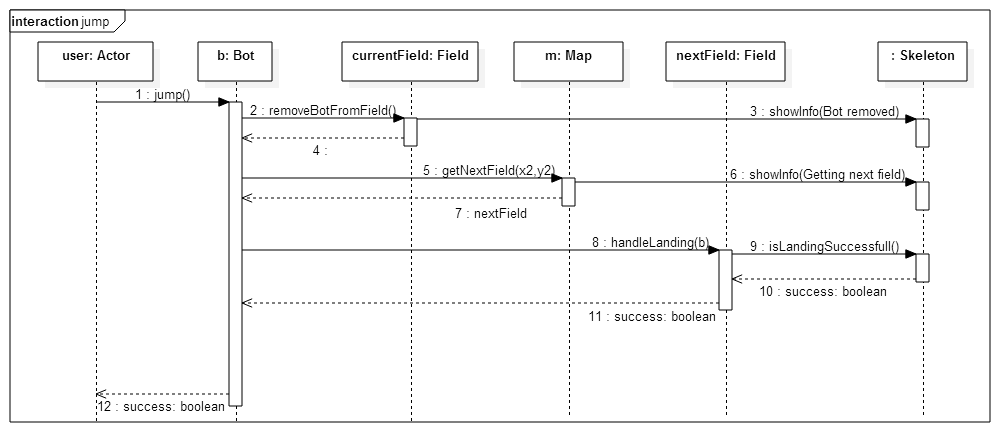 interaction jump
user: Actor
b: Bot
currentField: Field
m: Map
nextField: Field
: Skeleton
1 : jump()
2 : removeBotFromField()
3 : showInfo(Bot removed)
4 :
5 : getNextField(x2,y2)
6 : showInfo(Getting next field)
7 : nextField
8 : handleLanding(b)
9 : isLandingSuccessfull()
10 : success: boolean
11 : success: boolean
12 : success: boolean